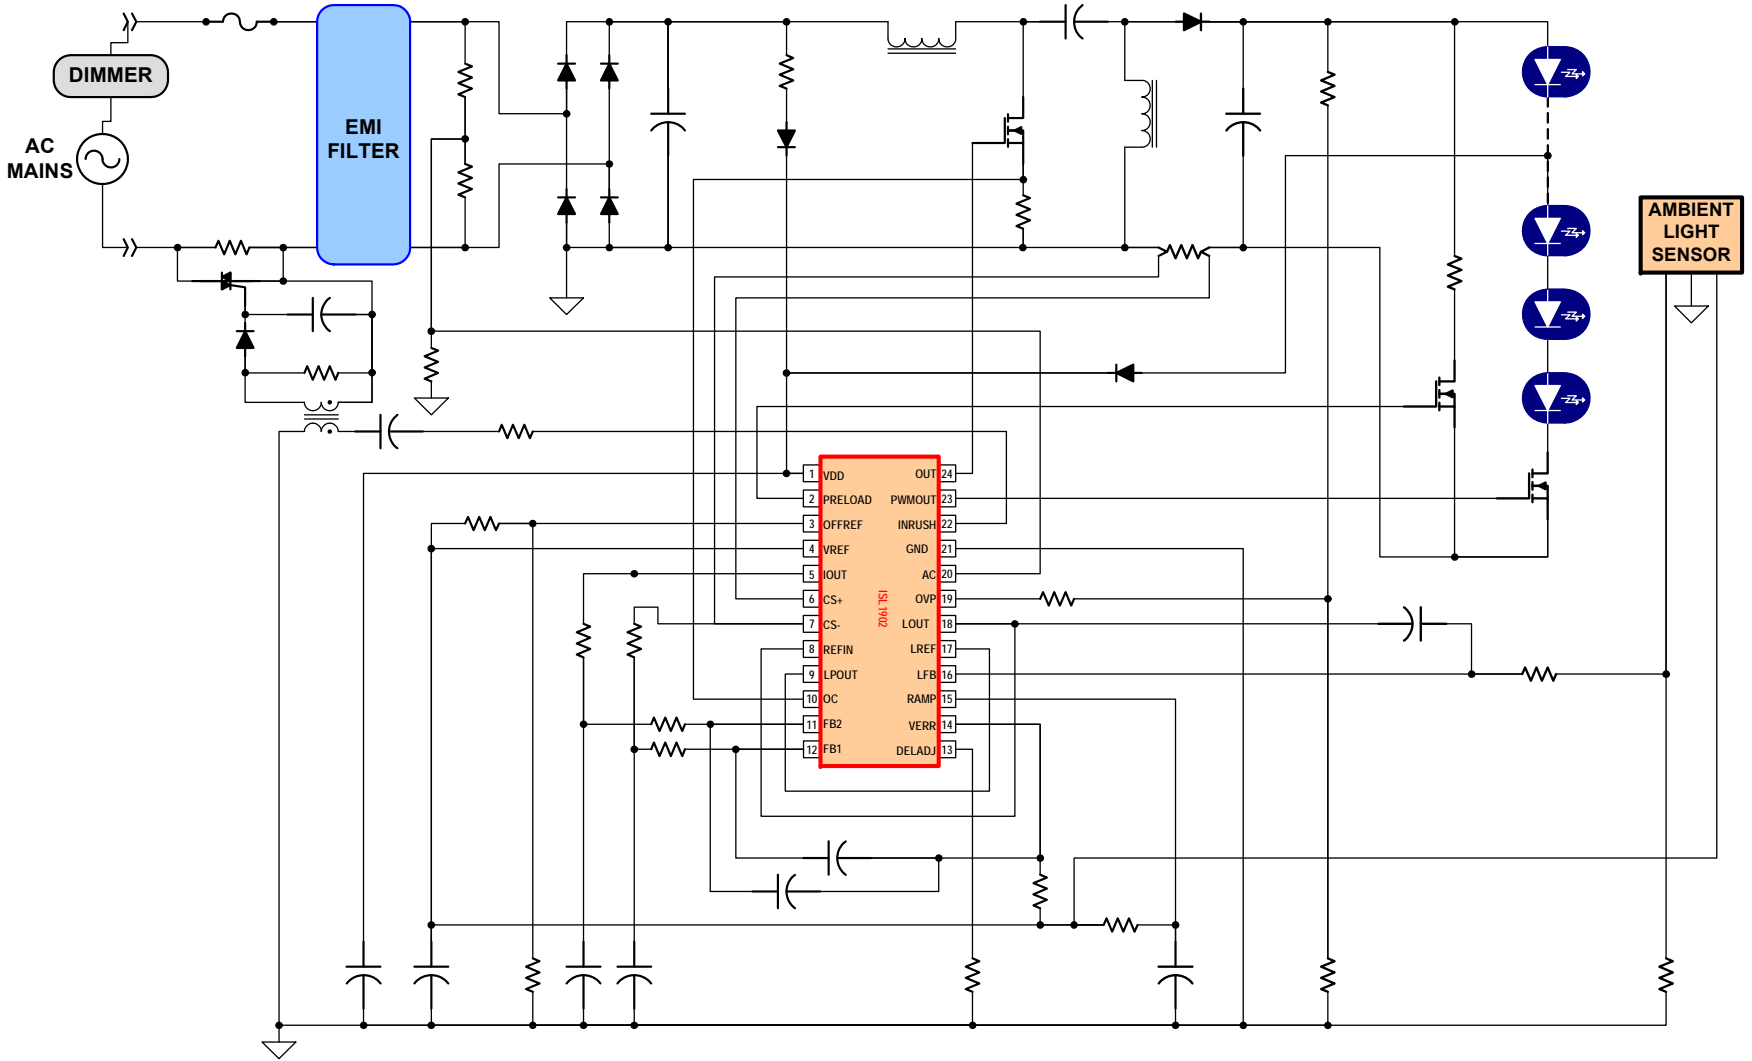 DIMMER
AC
MAINS
EMI
FILTER
AMBIENT
LIGHT
SENSOR
1 VDD
2 PRELOAD
3 OFFREF
4 VREF
5 IOUT
6 CS+
7 CS-
8 REFIN
9 LPOUT
10 OC
11 FB2
12 FB1
ISL1902
OUT 24
PWMOUT 23
INRUSH 22
GND 21
AC 20
OVP 19
LOUT 18
LREF 17
LFB 16
RAMP 15
VERR 14
DELADJ 13